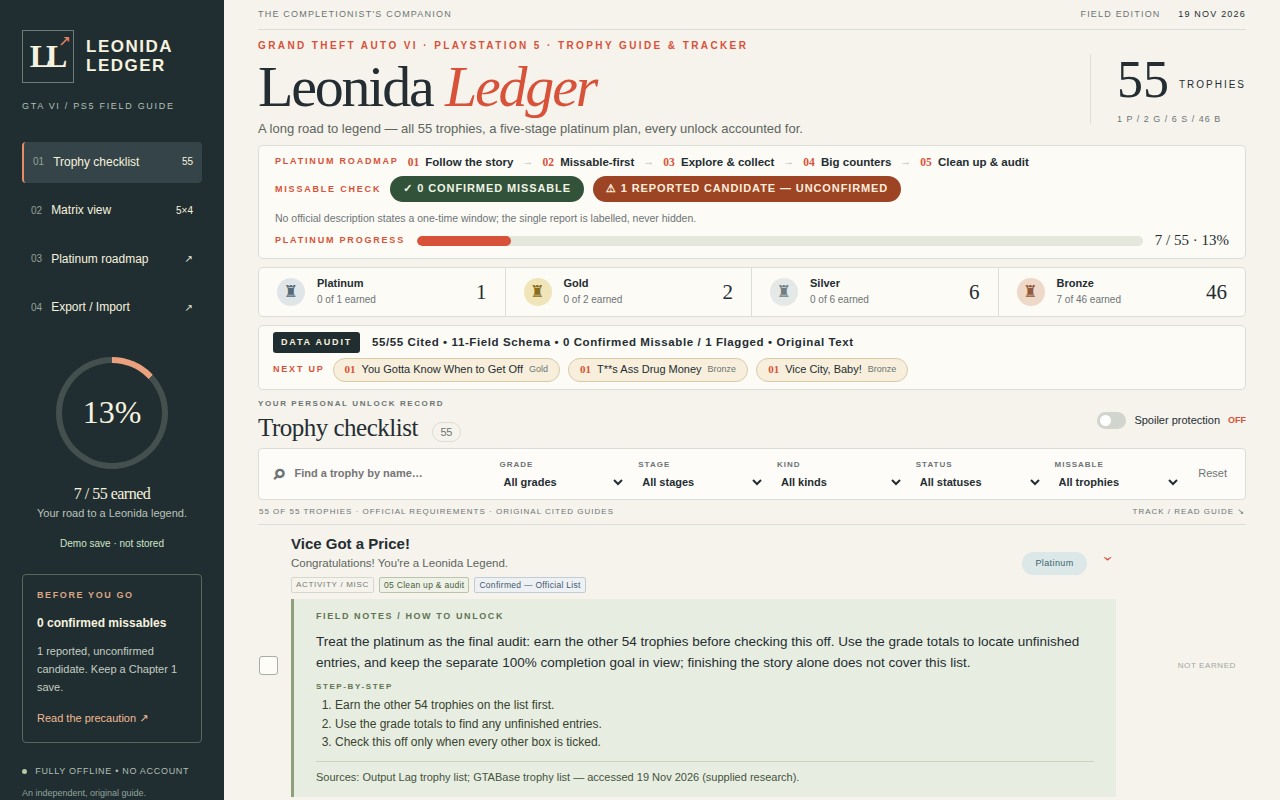 LL↗
LEONIDA
LEDGER
GTA VI / PS5 FIELD GUIDE
01 Trophy checklist 55
02 Matrix view 5×4
03 Platinum roadmap ↗
04 Export / Import ↗
13%
7 / 55 earned
Your road to a Leonida legend.
Demo save · not stored
BEFORE YOU GO
0 confirmed missables
1 reported, unconfirmed
candidate. Keep a Chapter 1
save.
Read the precaution ↗
FULLY OFFLINE • NO ACCOUNT
An independent, original guide.
THE COMPLETIONIST'S COMPANION
FIELD EDITION 19 NOV 2026
GRAND THEFT AUTO VI · PLAYSTATION 5 · TROPHY GUIDE & TRACKER
Leonida Ledger
A long road to legend — all 55 trophies, a five-stage platinum plan, every unlock accounted for.
55 TROPHIES
1 P / 2 G / 6 S / 46 B
PLATINUM ROADMAP 01 Follow the story → 02 Missable-first → 03 Explore & collect → 04 Big counters → 05 Clean up & audit
MISSABLE CHECK ✓ 0 CONFIRMED MISSABLE ⚠ 1 REPORTED CANDIDATE — UNCONFIRMED
No official description states a one-time window; the single report is labelled, never hidden.
PLATINUM PROGRESS 7 / 55 · 13%
Platinum
0 of 1 earned
1
Gold
0 of 2 earned
2
Silver
0 of 6 earned
6
Bronze
7 of 46 earned
46
DATA AUDIT 55/55 Cited • 11-Field Schema • 0 Confirmed Missable / 1 Flagged • Original Text
NEXT UP 01 You Gotta Know When to Get Off Gold 01 T**s Ass Drug Money Bronze 01 Vice City, Baby! Bronze
YOUR PERSONAL UNLOCK RECORD
Trophy checklist 55
Spoiler protection OFF
Find a trophy by name…
GRADE
All grades
STAGE
All stages
KIND
All kinds
STATUS
All statuses
MISSABLE
All trophies
Reset
55 OF 55 TROPHIES · OFFICIAL REQUIREMENTS · ORIGINAL CITED GUIDES
TRACK / READ GUIDE ↘
Vice Got a Price!
Congratulations! You're a Leonida Legend.
ACTIVITY / MISC 05 Clean up & audit Confirmed — Official List
Platinum
FIELD NOTES / HOW TO UNLOCK
Treat the platinum as the final audit: earn the other 54 trophies before checking this off. Use the grade totals to locate unfinished
entries, and keep the separate 100% completion goal in view; finishing the story alone does not cover this list.
STEP-BY-STEP
1. Earn the other 54 trophies on the list first.
2. Use the grade totals to find any unfinished entries.
3. Check this off only when every other box is ticked.
Sources: Output Lag trophy list; GTABase trophy list — accessed 19 Nov 2026 (supplied research).
NOT EARNED